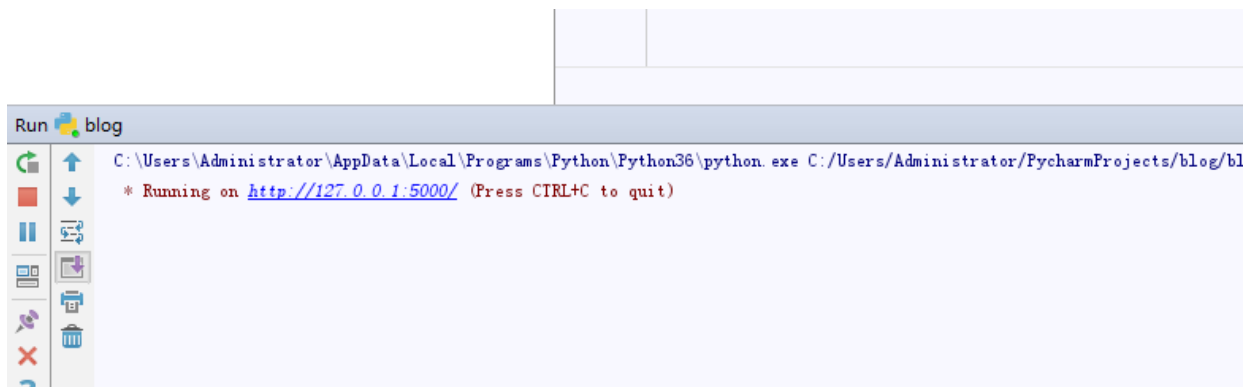 Run blog
C:\Users\Administrator\AppData\Local\Programs\Python\Python36\python.exe C:/Users/Administrator/PycharmProjects/blog/bl
* Running on http://127.0.0.1:5000/ (Press CTRL+C to quit)